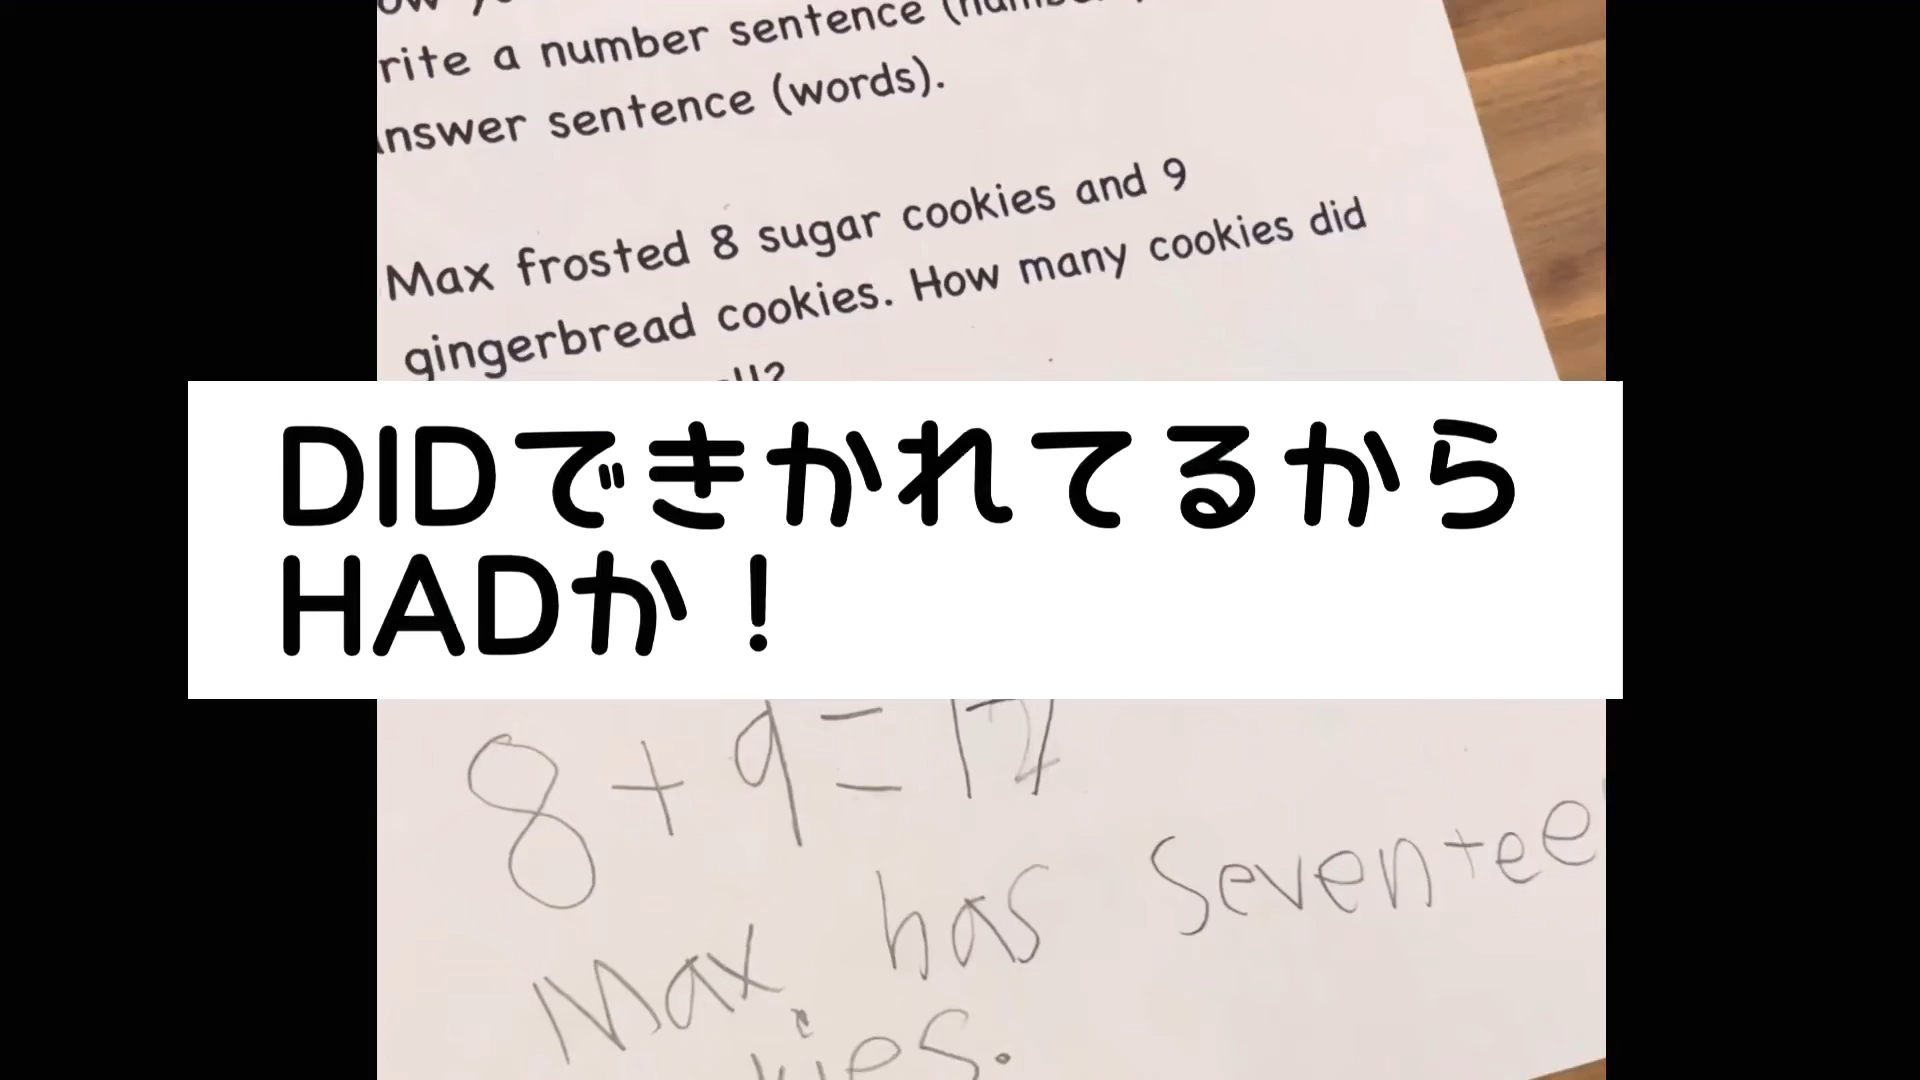 rite a number sentence
nswer sentence (words).
Max frosted 8 sugar cookies and 9
gingerbread cookies. How many cookies did
DIDできかれてるから
HADか！
8 + 9 = 17
Max has Seventee
kies.